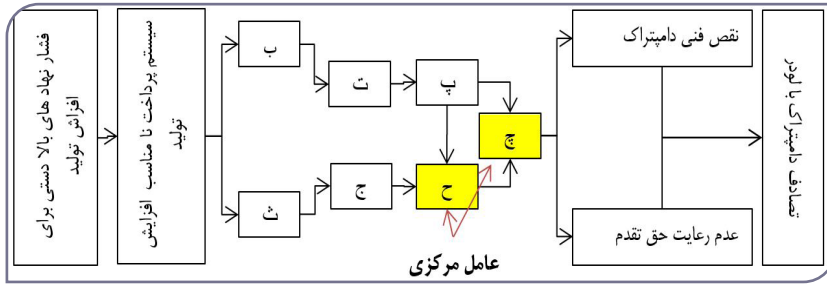 فشار نهاد های بالا دستی برای
افزاش تولید
سیستم پرداخت نا مناسب افزایش
تولید
ب
ت
پ
ث
ج
ح
چ
عامل مرکزی
نقص فنی دامپتراک
عدم رعایت حق تقدم
تصادف دامپتراک با لودر